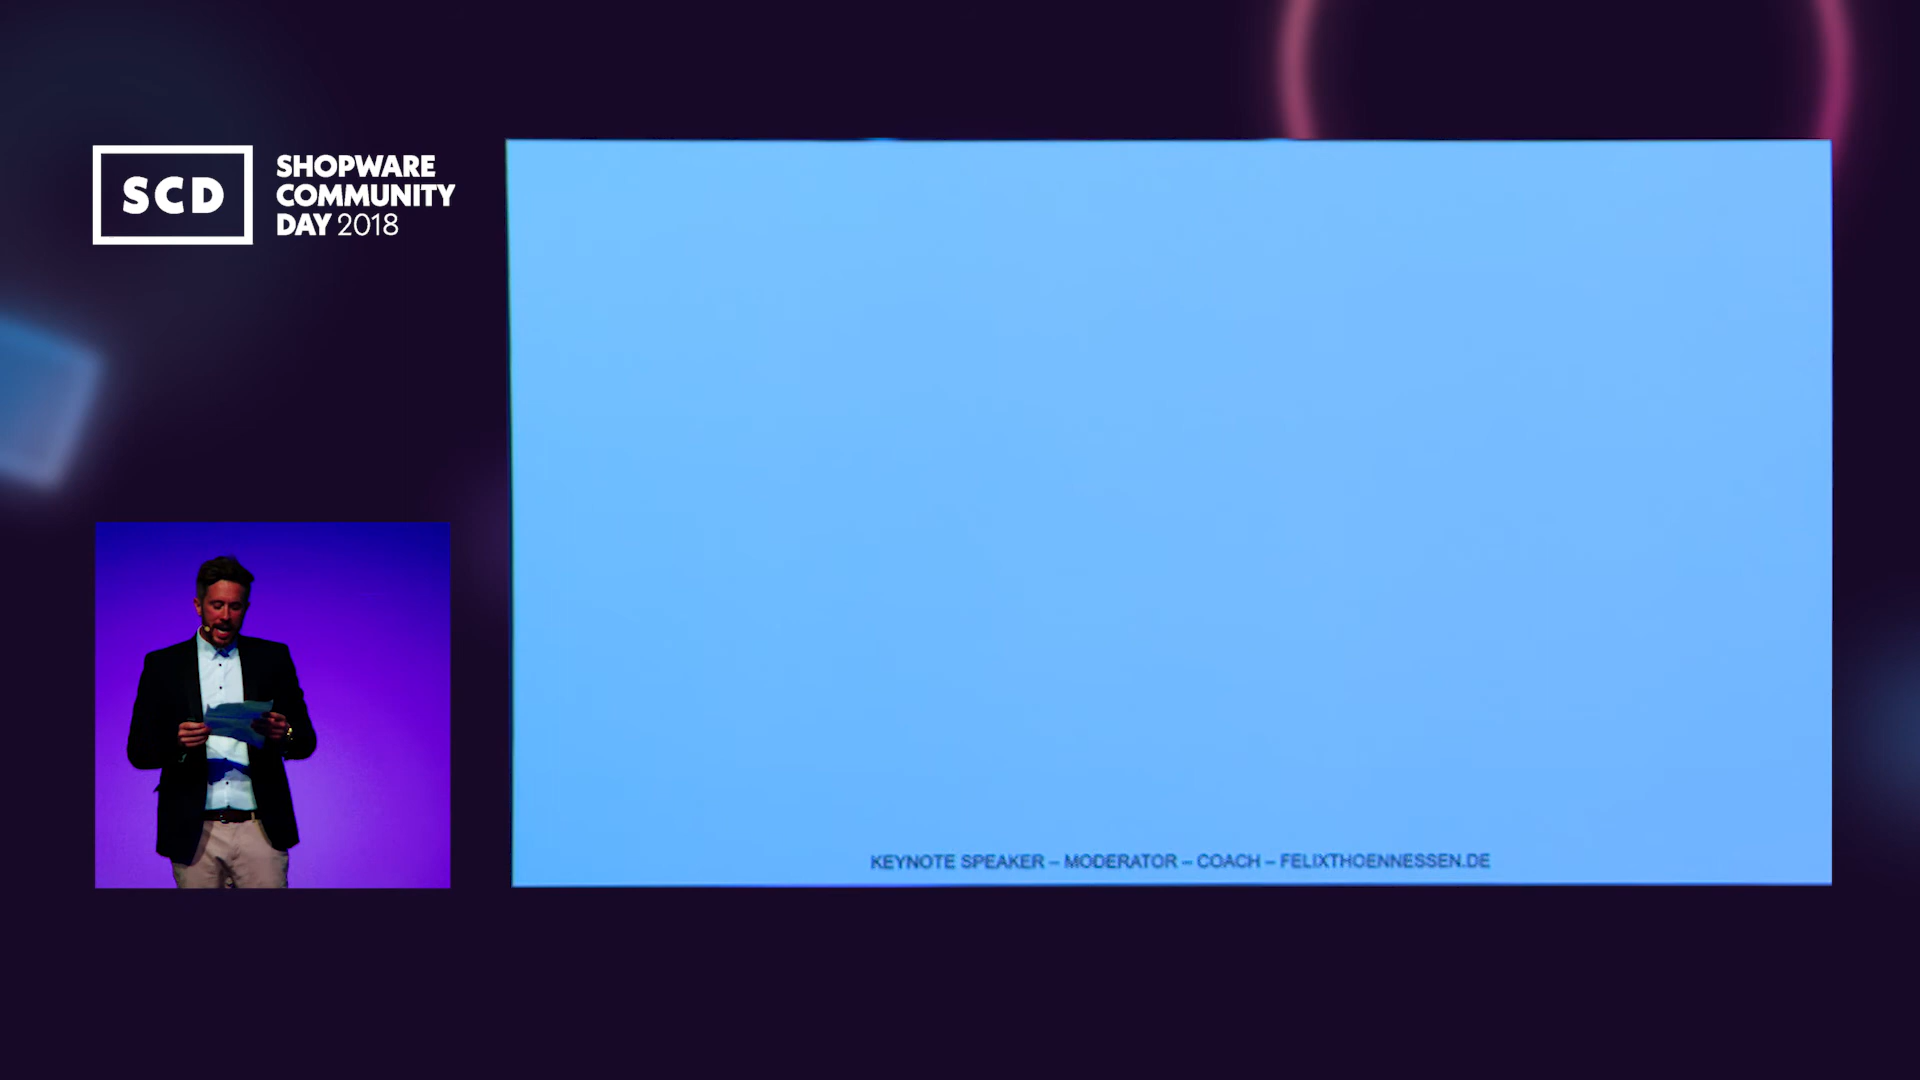 SCD
SHOPWARE
COMMUNITY
DAY 2018
KEYNOTE SPEAKER – MODERATOR – COACH – FELIXTHOENNESSEN.DE